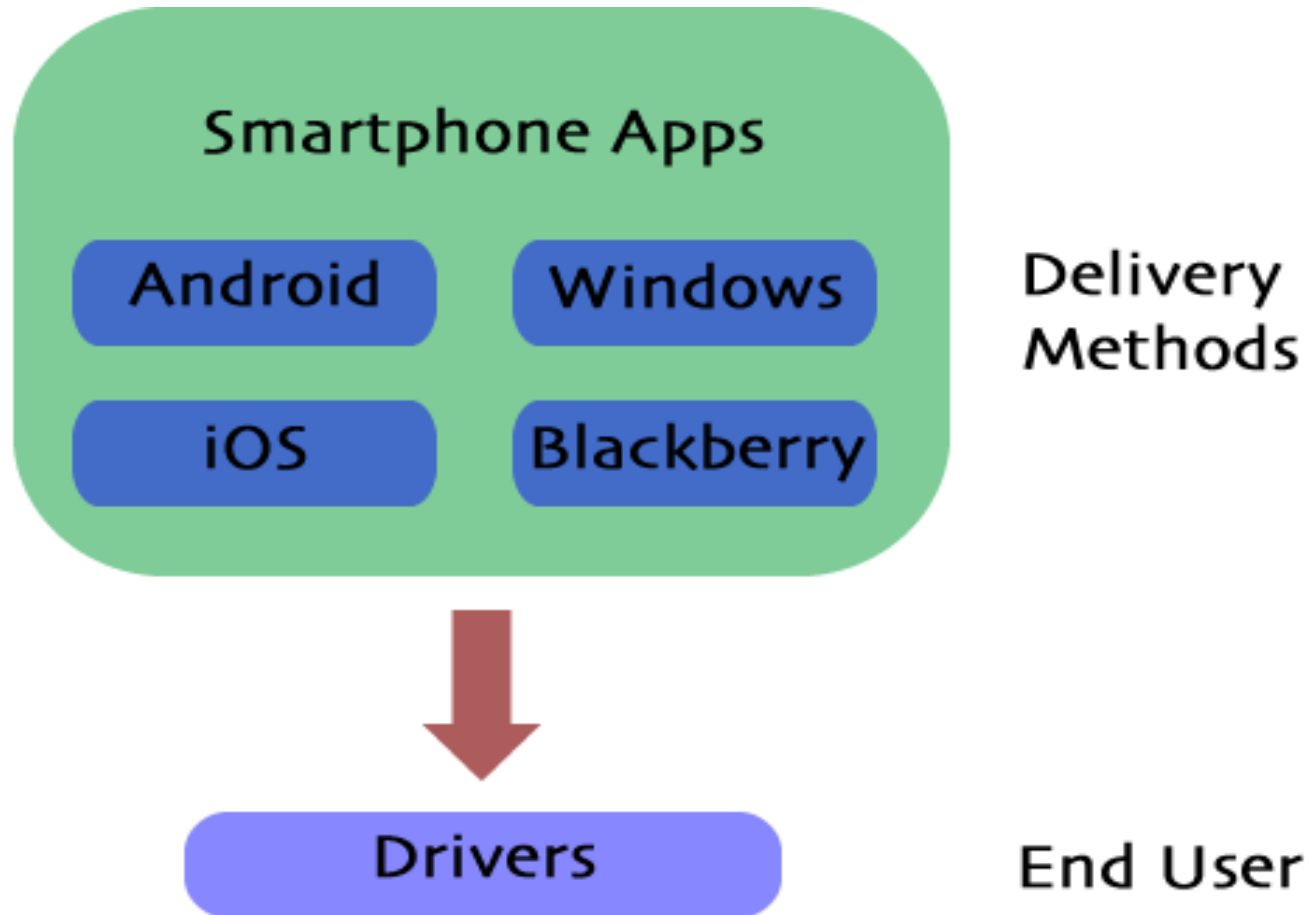 Smartphone Apps
Android
Windows
iOS
Blackberry
Delivery
Methods
Drivers
End User